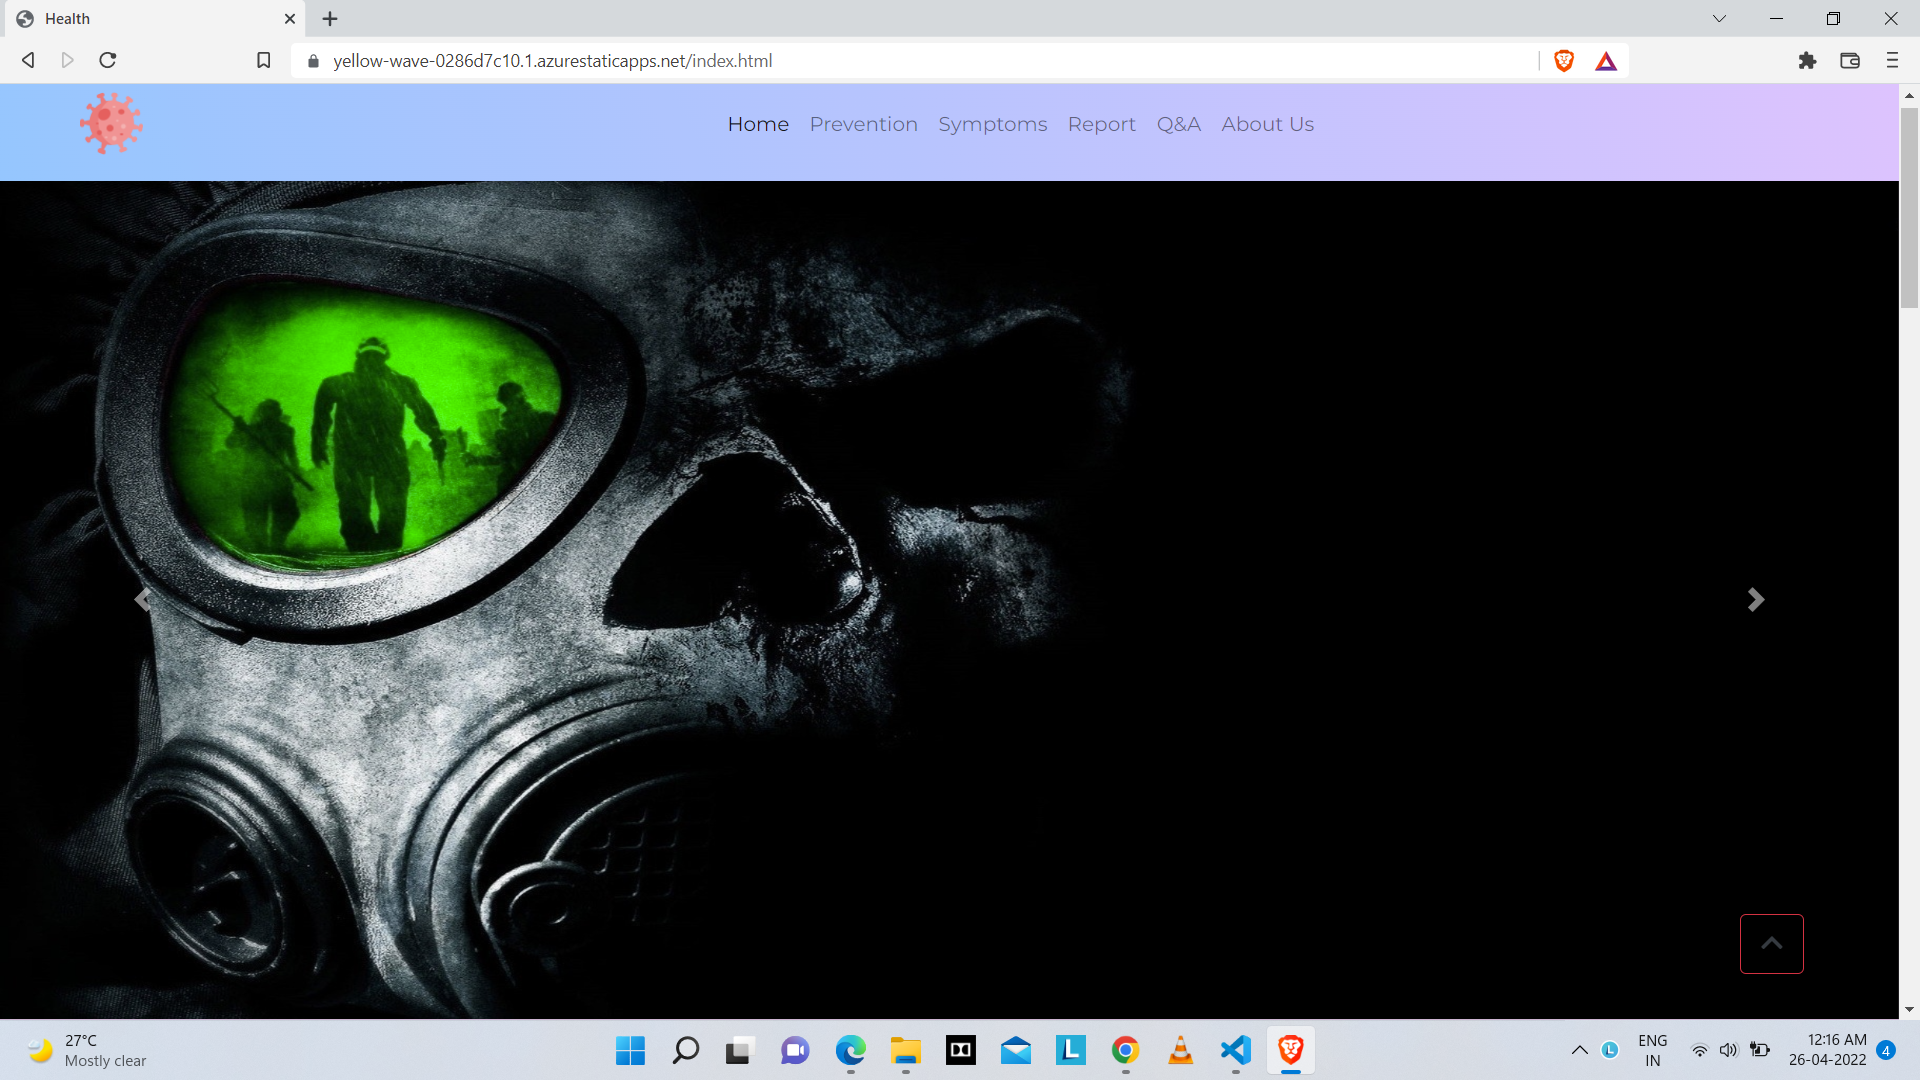 Health
yellow-wave-0286d7c10.1.azurestaticapps.net/index.html
Home Prevention Symptoms Report Q&A About Us
27°C
Mostly clear
L
L
ENG
IN
12:16 AM
26-04-2022
4